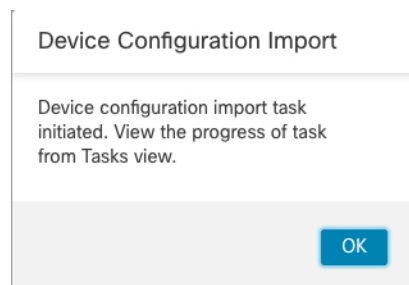 Device Configuration Import
Device configuration import task
initiated. View the progress of task
from Tasks view.
OK